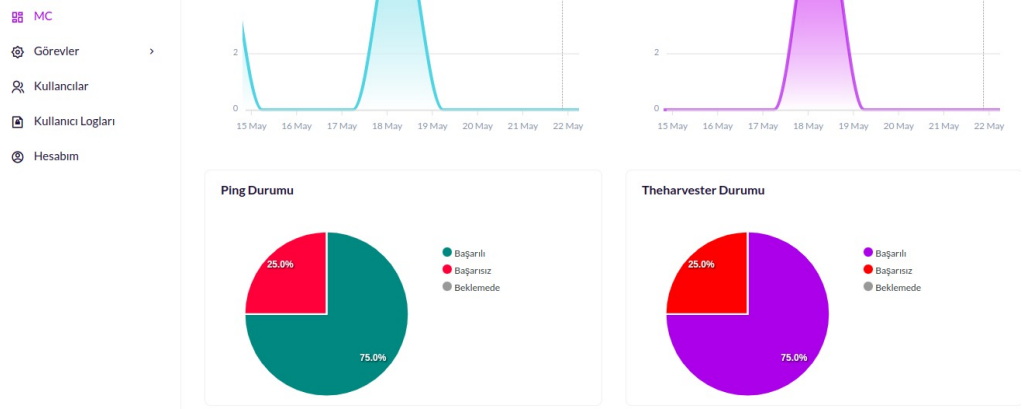 MC
Görevler
Kullancılar
Kullanıcı Logları
Hesabım
2
0
15 May 16 May 17 May 18 May 19 May 20 May 21 May 22 May
2
0
15 May 16 May 17 May 18 May 19 May 20 May 21 May 22 May
Ping Durumu
25.0%
75.0%
Başarılı
Başarısız
Beklemede
Theharvester Durumu
25.0%
75.0%
Başarılı
Başarısız
Beklemede